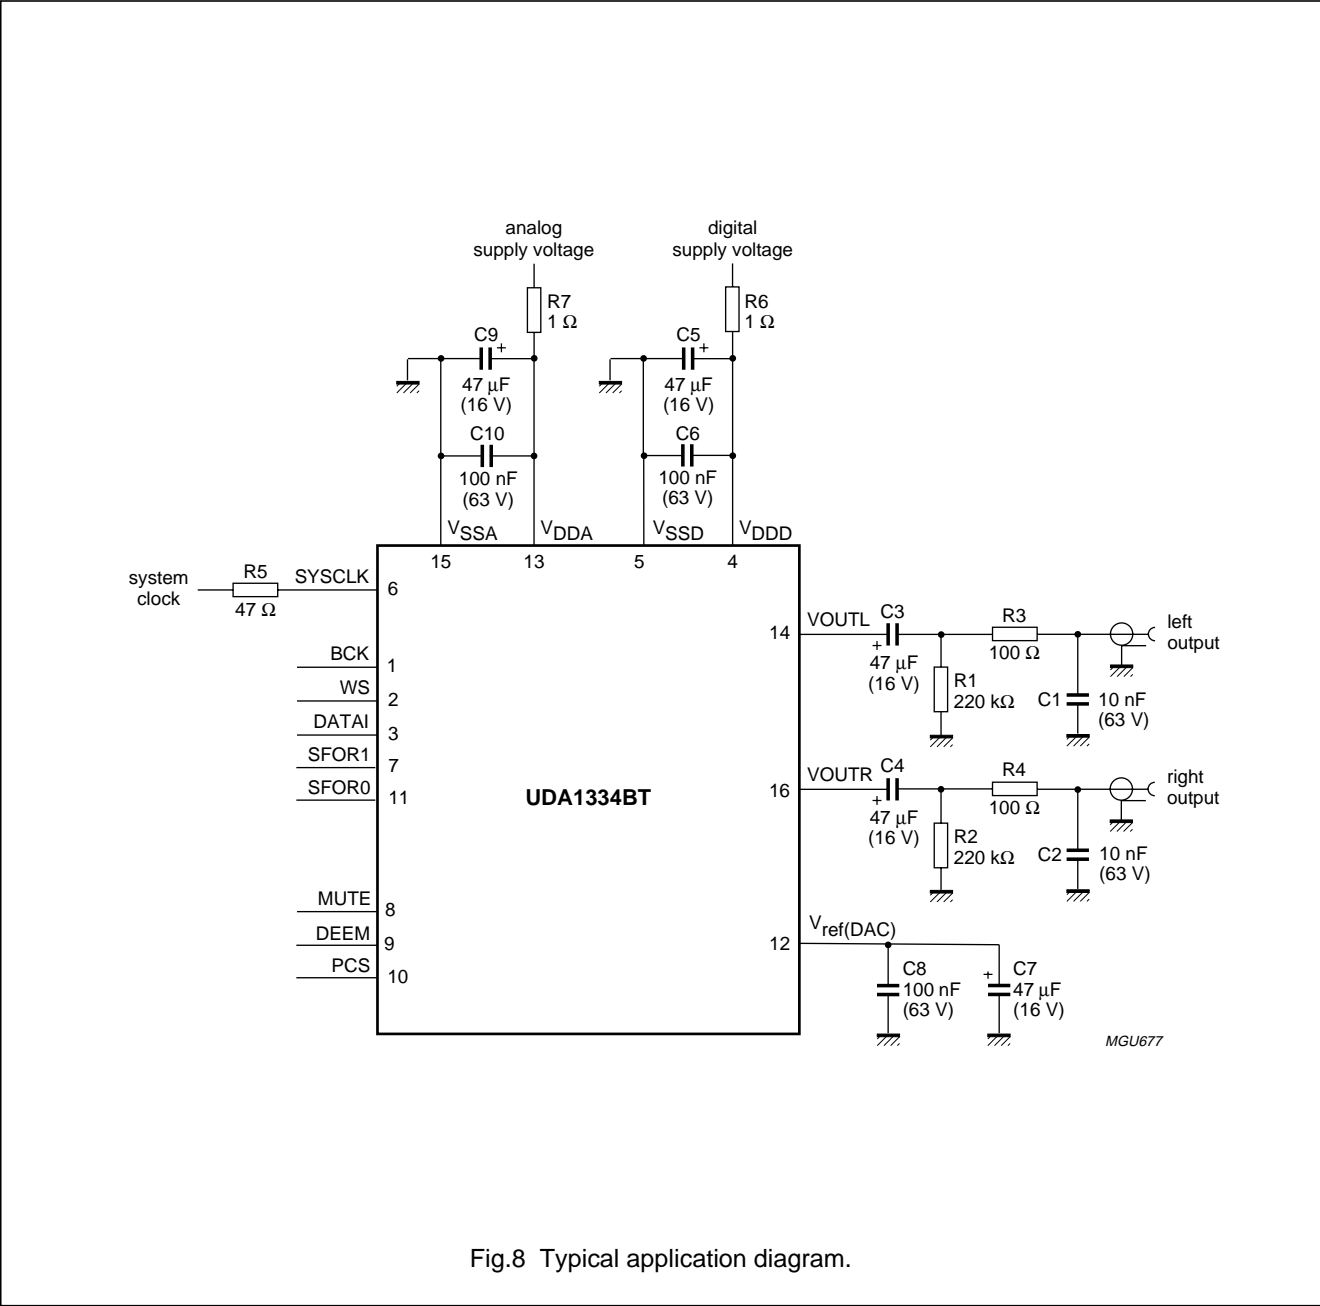 analog
supply voltage
digital
supply voltage
R7
1 Ω
R6
1 Ω
C9
+
47 μF
(16 V)
C5
+
47 μF
(16 V)
C10
100 nF
(63 V)
C6
100 nF
(63 V)
VSSA
VDDA
VSSD
VDDD
15
13
5
4
system
clock
R5
47 Ω
SYSCLK
6
BCK
1
WS
2
DATAI
3
SFOR1
7
SFOR0
11
MUTE
8
DEEM
9
PCS
10
UDA1334BT
14
VOUTL
C3
+
47 μF
(16 V)
R1
220 kΩ
R3
100 Ω
C1
10 nF
(63 V)
left
output
16
VOUTR
C4
+
47 μF
(16 V)
R2
220 kΩ
R4
100 Ω
C2
10 nF
(63 V)
right
output
12
Vref(DAC)
C8
100 nF
(63 V)
+
C7
47 μF
(16 V)
MGU677
Fig.8 Typical application diagram.